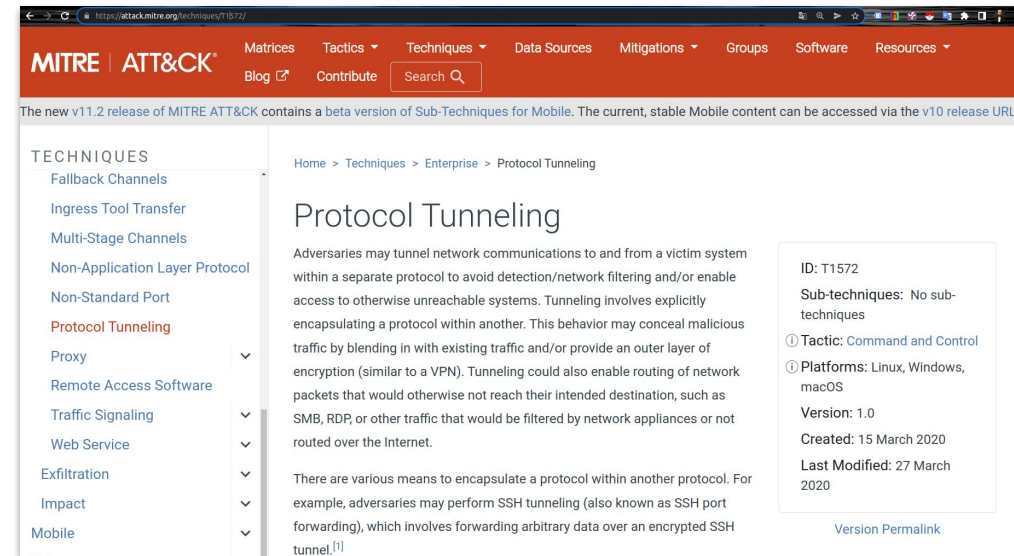 https://attack.mitre.org/techniques/T1572/
MITRE | ATT&CK®
Matrices Tactics Techniques Data Sources Mitigations Groups Software Resources
Blog Contribute Search
The new v11.2 release of MITRE ATT&CK contains a beta version of Sub-Techniques for Mobile. The current, stable Mobile content can be accessed via the v10 release URL
TECHNIQUES
Fallback Channels
Ingress Tool Transfer
Multi-Stage Channels
Non-Application Layer Protocol
Non-Standard Port
Protocol Tunneling
Proxy
Remote Access Software
Traffic Signaling
Web Service
Exfiltration
Impact
Mobile
Home > Techniques > Enterprise > Protocol Tunneling
Protocol Tunneling
Adversaries may tunnel network communications to and from a victim system
within a separate protocol to avoid detection/network filtering and/or enable
access to otherwise unreachable systems. Tunneling involves explicitly
encapsulating a protocol within another. This behavior may conceal malicious
traffic by blending in with existing traffic and/or provide an outer layer of
encryption (similar to a VPN). Tunneling could also enable routing of network
packets that would otherwise not reach their intended destination, such as
SMB, RDP, or other traffic that would be filtered by network appliances or not
routed over the Internet.
There are various means to encapsulate a protocol within another protocol. For
example, adversaries may perform SSH tunneling (also known as SSH port
forwarding), which involves forwarding arbitrary data over an encrypted SSH
tunnel.[1]
ID: T1572
Sub-techniques: No sub-
techniques
Tactic: Command and Control
Platforms: Linux, Windows,
macOS
Version: 1.0
Created: 15 March 2020
Last Modified: 27 March
2020
Version Permalink